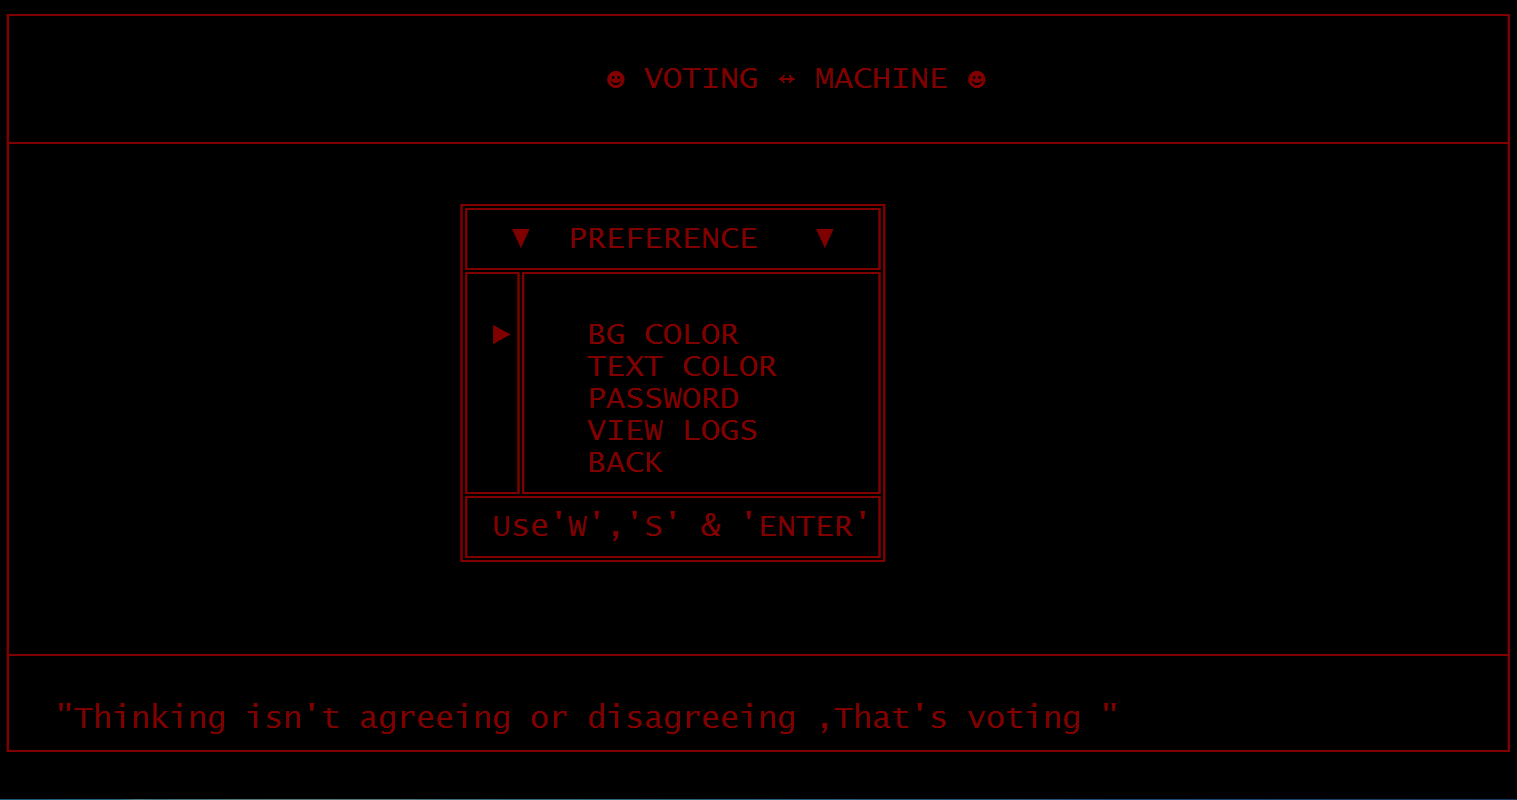 ☻ VOTING ↔ MACHINE ☻
▼ PREFERENCE ▼
► BG COLOR
TEXT COLOR
PASSWORD
VIEW LOGS
BACK
Use'W','S' & 'ENTER'
"Thinking isn't agreeing or disagreeing ,That's voting "